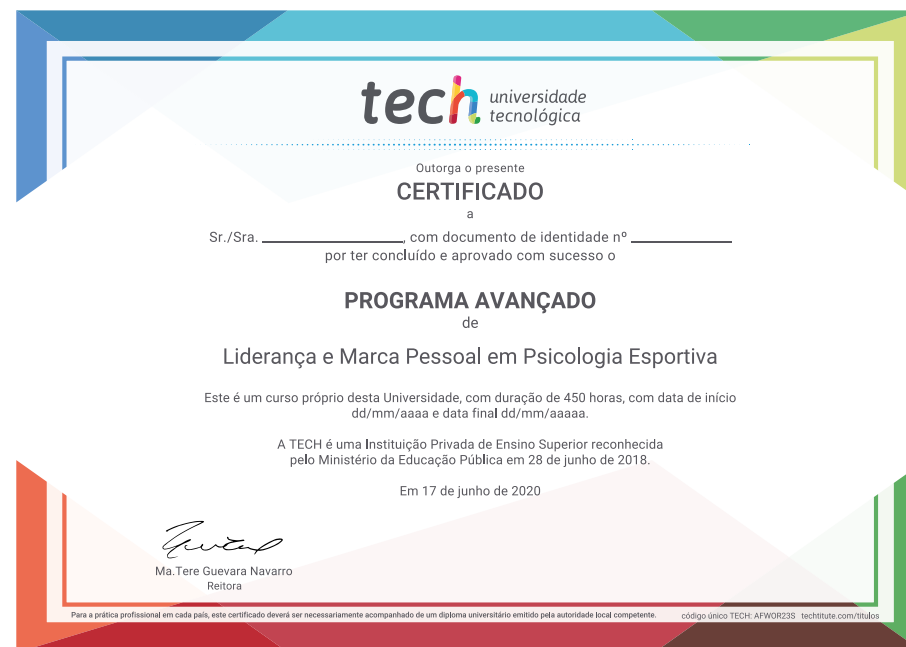 tech universidade
tecnológica
Outorga o presente
CERTIFICADO
a
Sr./Sra. ____________________, com documento de identidade nº ______________
por ter concluído e aprovado com sucesso o
PROGRAMA AVANÇADO
de
Liderança e Marca Pessoal em Psicologia Esportiva
Este é um curso próprio desta Universidade, com duração de 450 horas, com data de início
dd/mm/aaaa e data final dd/mm/aaaaa.
A TECH é uma Instituição Privada de Ensino Superior reconhecida
pelo Ministério da Educação Pública em 28 de junho de 2018.
Em 17 de junho de 2020
Ma.Tere Guevara Navarro
Reitora
Para a prática profissional em cada país, este certificado deverá ser necessariamente acompanhado de um diploma universitário emitido pela autoridade local competente. código único TECH: AFWOR23S techtitute.com/titulos